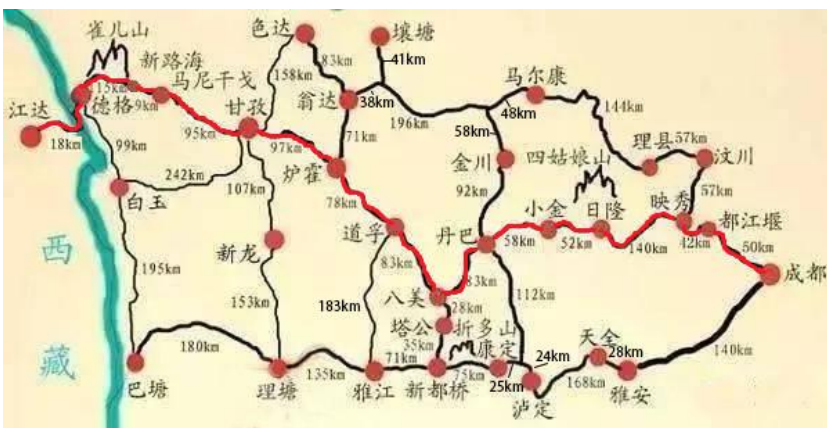 雀儿山
新路海
马尼干戈
115km
9km
德格
江达
18km
95km
甘孜
色达
83km
158km
翁达
壤塘
41km
38km
196km
71km
97km
炉霍
马尔康
48km
144km
58km
金川
92km
四姑娘山
理县
57km
汶川
57km
99km
242km
白玉
107km
78km
道孚
丹巴
58km
小金
52km
日隆
140km
映秀
42km
都江堰
50km
成都
西
藏
195km
新龙
153km
183km
83km
83km
八美
28km
112km
塔公
折多山
35km
康定
巴塘
180km
理塘
135km
雅江
71km
新都桥
75km
25km
24km
泸定
168km
天全
28km
雅安
140km